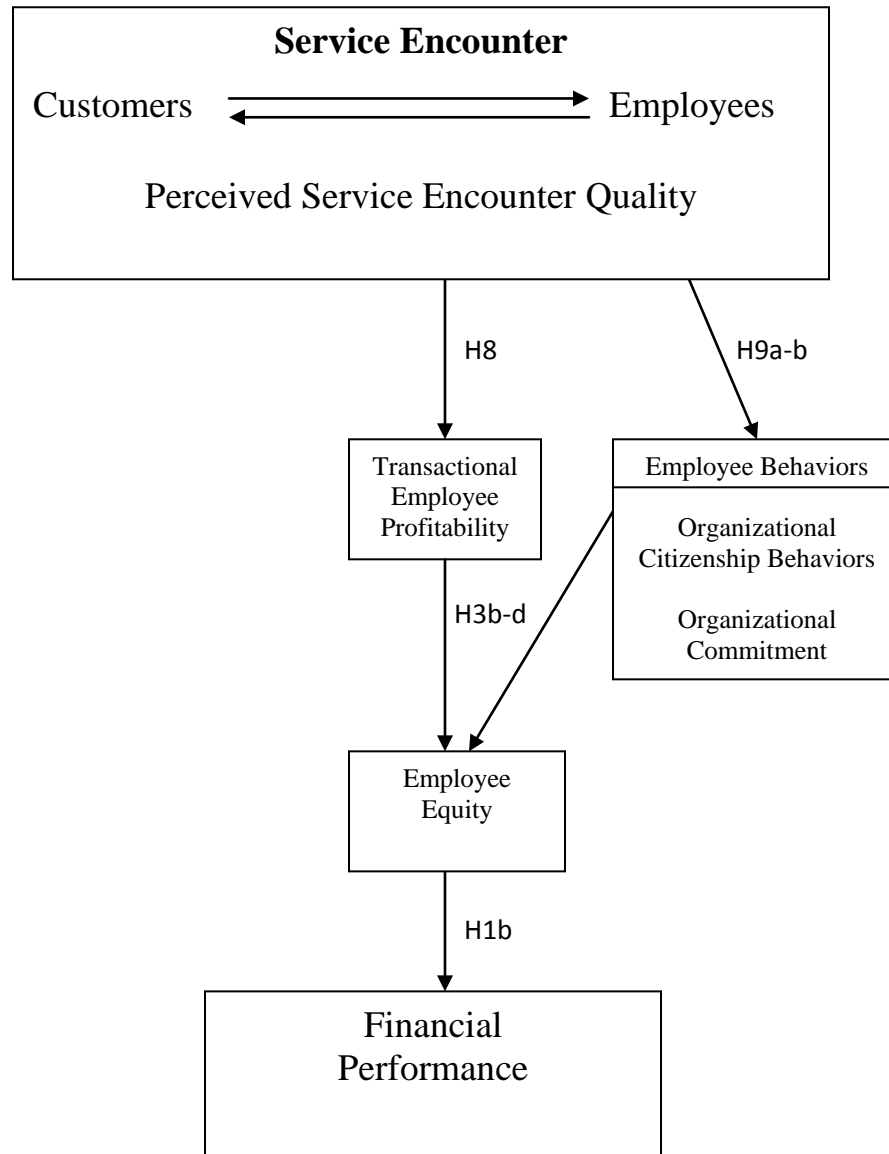 Service Encounter
Customers
Employees
Perceived Service Encounter Quality
H8
H9a-b
Transactional
Employee
Profitability
Employee Behaviors
Organizational
Citizenship Behaviors
Organizational
Commitment
H3b-d
Employee
Equity
H1b
Financial
Performance